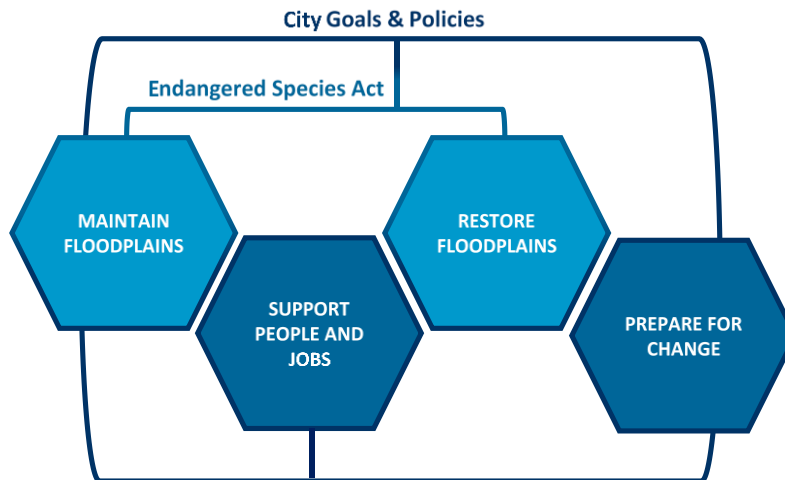 City Goals & Policies
Endangered Species Act
MAINTAIN
FLOODPLAINS
RESTORE
FLOODPLAINS
SUPPORT
PEOPLE AND
JOBS
PREPARE FOR
CHANGE